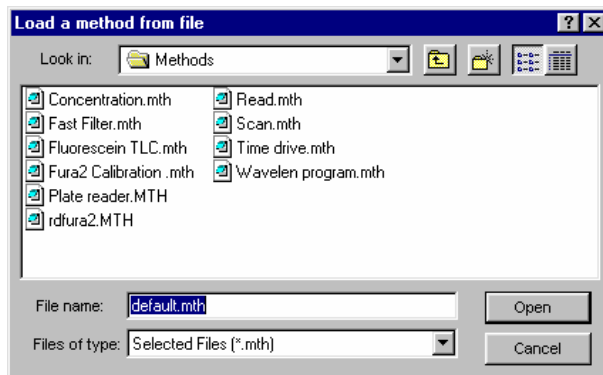 Load a method from file
Look in: Methods
Concentration.mth
Fast Filter.mth
Fluorescein TLC.mth
Fura2 Calibration .mth
Plate reader.MTH
rdfura2.MTH
Read.mth
Scan.mth
Time drive.mth
Wavelen program.mth
File name: default.mth
Open
Files of type: Selected Files (*.mth)
Cancel